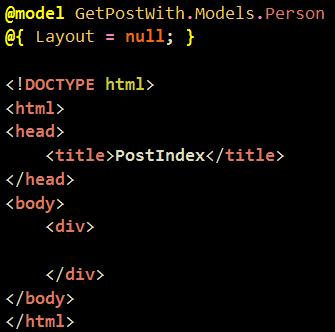 @model GetPostWith.Models.Person
@{ Layout = null; }
<!DOCTYPE html>
<html>
<head>
    <title>PostIndex</title>
</head>
<body>
    <div>
    </div>
</body>
</html>